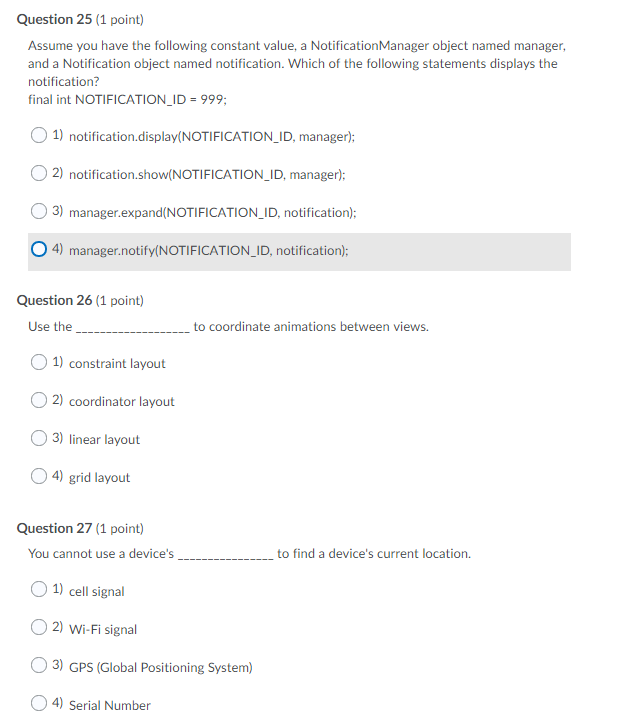 Question 25 (1 point)
Assume you have the following constant value, a NotificationManager object named manager,
and a Notification object named notification. Which of the following statements displays the
notification?
final int NOTIFICATION_ID = 999;
1) notification.display(NOTIFICATION_ID, manager);
2) notification.show(NOTIFICATION_ID, manager);
3) manager.expand(NOTIFICATION_ID, notification);
4) manager.notify(NOTIFICATION_ID, notification);
Question 26 (1 point)
Use the ___________________ to coordinate animations between views.
1) constraint layout
2) coordinator layout
3) linear layout
4) grid layout
Question 27 (1 point)
You cannot use a device's ________________ to find a device's current location.
1) cell signal
2) Wi-Fi signal
3) GPS (Global Positioning System)
4) Serial Number